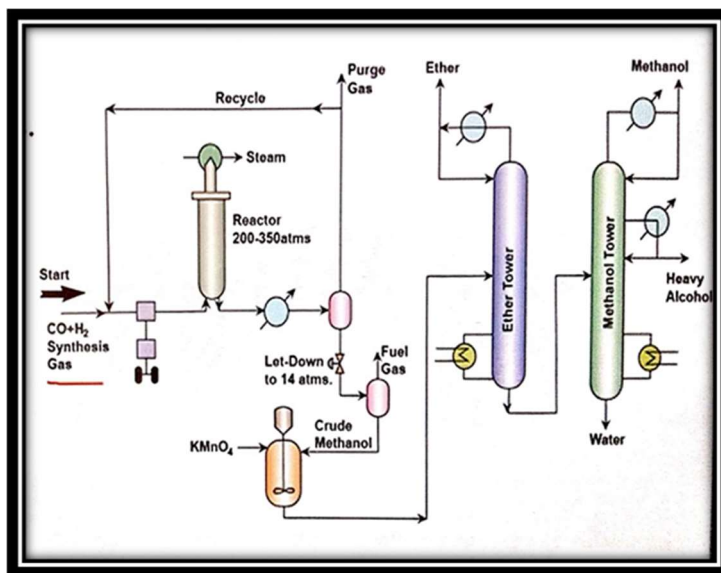 Purge
Gas
Ether
Methanol
Recycle
Steam
Reactor
200-350atms
Start
CO+H₂
Synthesis
Gas
Let-Down
to 14 atms.
Fuel
Gas
Crude
Methanol
KMnO₄
Ether Tower
Methanol Tower
Heavy
Alcohol
Water